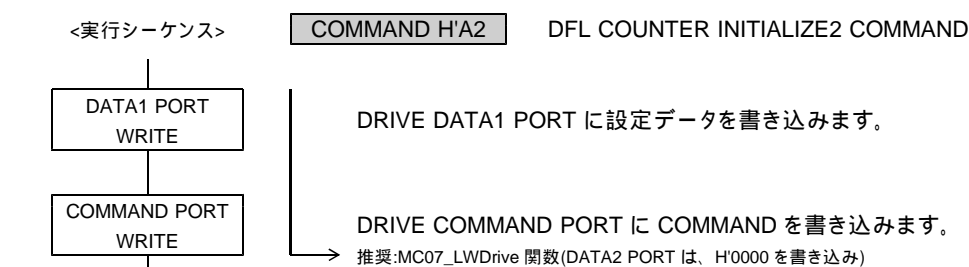 <実行シーケンス> COMMAND H'A2 DFL COUNTER INITIALIZE2 COMMAND
DATA1 PORT
WRITE
DRIVE DATA1 PORT に設定データを書き込みます。
COMMAND PORT
WRITE
DRIVE COMMAND PORT に COMMAND を書き込みます。
推奨:MC07_LWDrive 関数(DATA2 PORT は、H'0000 を書き込み)